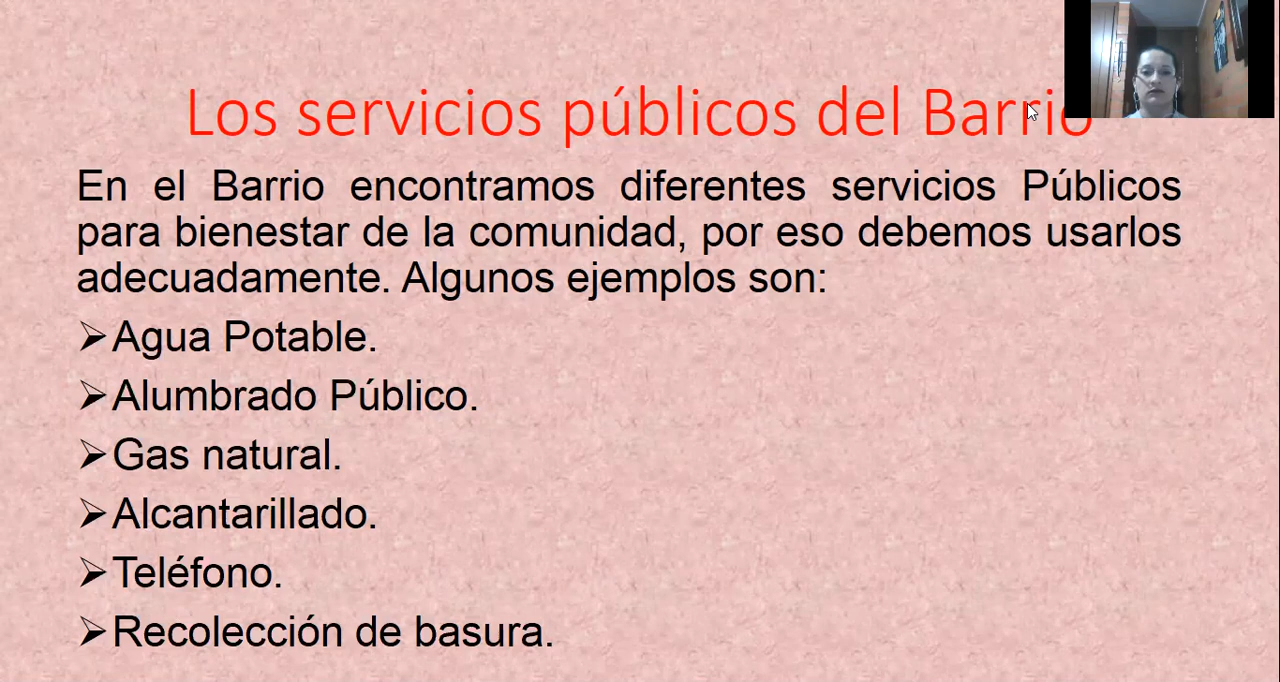 Los servicios públicos del Barrio
En el Barrio encontramos diferentes servicios Públicos
para bienestar de la comunidad, por eso debemos usarlos
adecuadamente. Algunos ejemplos son:
➢Agua Potable.
➢Alumbrado Público.
➢Gas natural.
➢Alcantarillado.
➢Teléfono.
➢Recolección de basura.